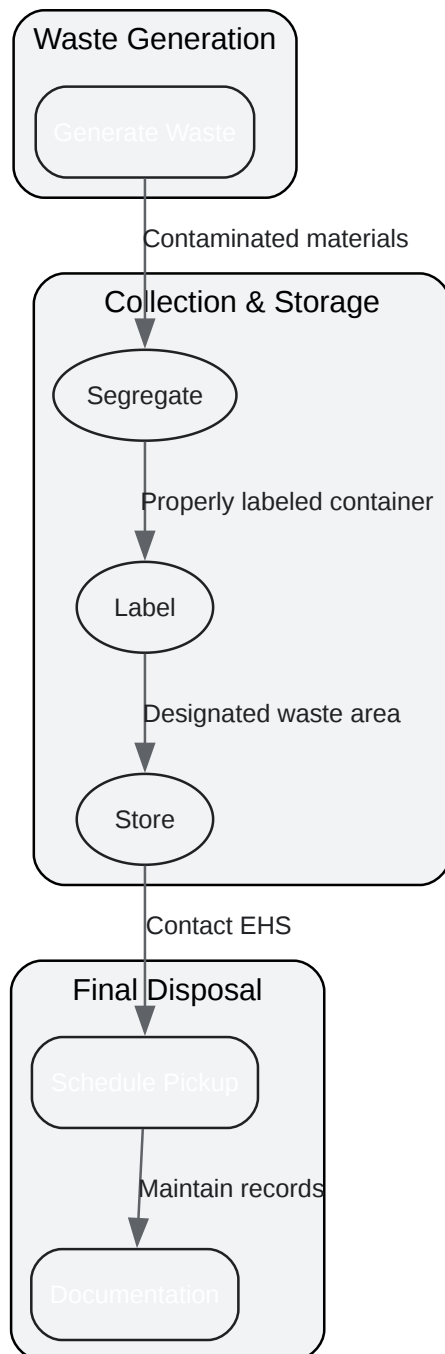 Waste Generation
Generate Waste
Contaminated materials
Collection & Storage
Segregate
Properly labeled container
Label
Designated waste area
Store
Contact EHS
Final Disposal
Schedule Pickup
Maintain records
Documentation